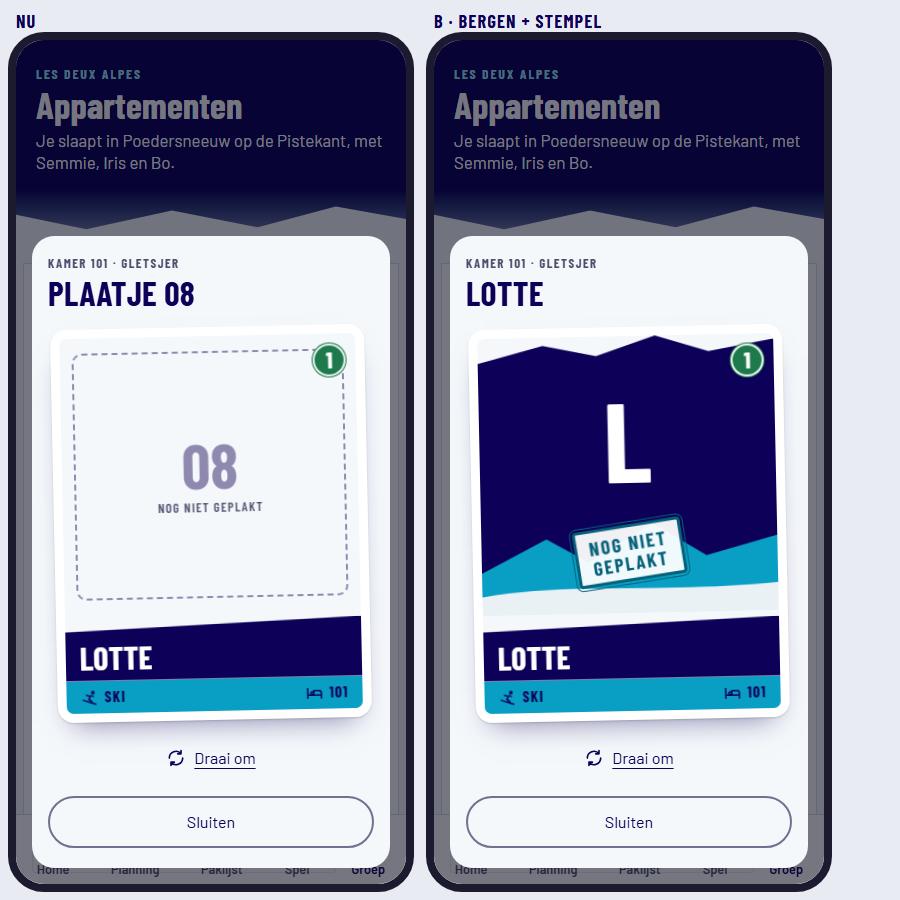 NU
LES DEUX ALPES
Appartementen
Je slaapt in Poedersneeuw op de Pistekant, met
Semmie, Iris en Bo.
KAMER 101 · GLETSJER
PLAATJE 08
1
08
NOG NIET GEPLAKT
LOTTE
SKI
101
Draai om
Sluiten
Home Planning Paklijst Spel Groep
B · BERGEN + STEMPEL
LES DEUX ALPES
Appartementen
Je slaapt in Poedersneeuw op de Pistekant, met
Semmie, Iris en Bo.
KAMER 101 · GLETSJER
LOTTE
1
L
NOG NIET
GEPLAKT
LOTTE
SKI
101
Draai om
Sluiten
Home Planning Paklijst Spel Groep